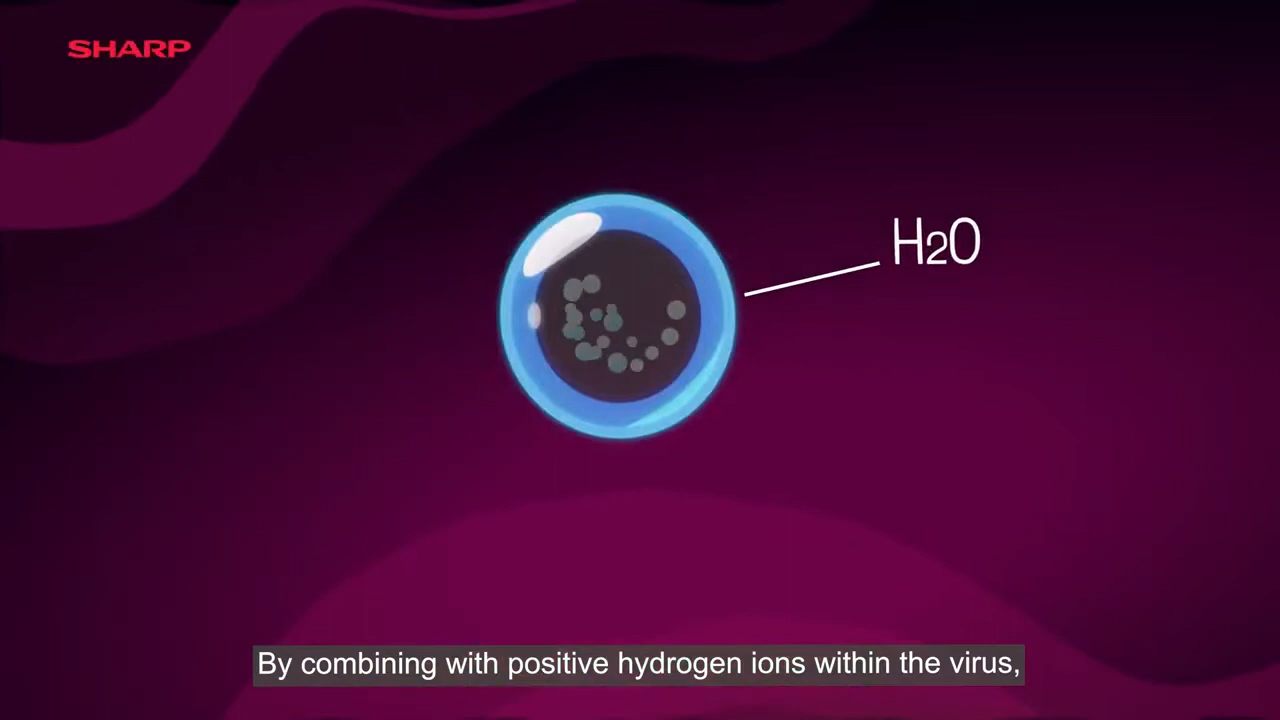 SHARP
H2O
By combining with positive hydrogen ions within the virus,